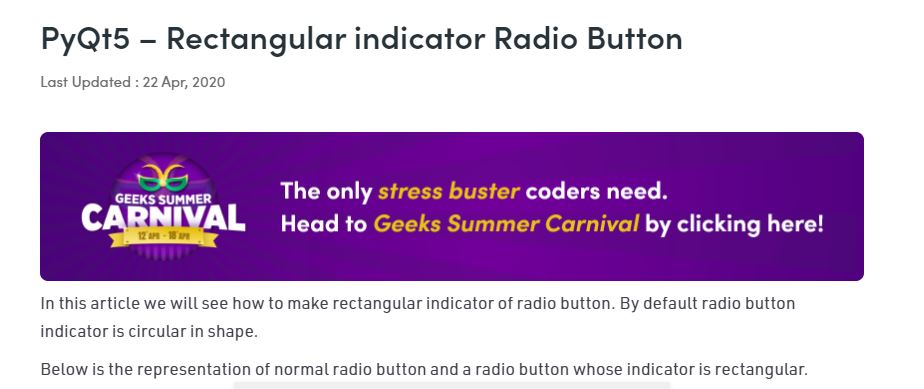 PyQt5 – Rectangular indicator Radio Button
Last Updated : 22 Apr, 2020
GEEKS SUMMER
CARNIVAL
12 APR - 18 APR
The only stress buster coders need.
Head to Geeks Summer Carnival by clicking here!
In this article we will see how to make rectangular indicator of radio button. By default radio button
indicator is circular in shape.
Below is the representation of normal radio button and a radio button whose indicator is rectangular.